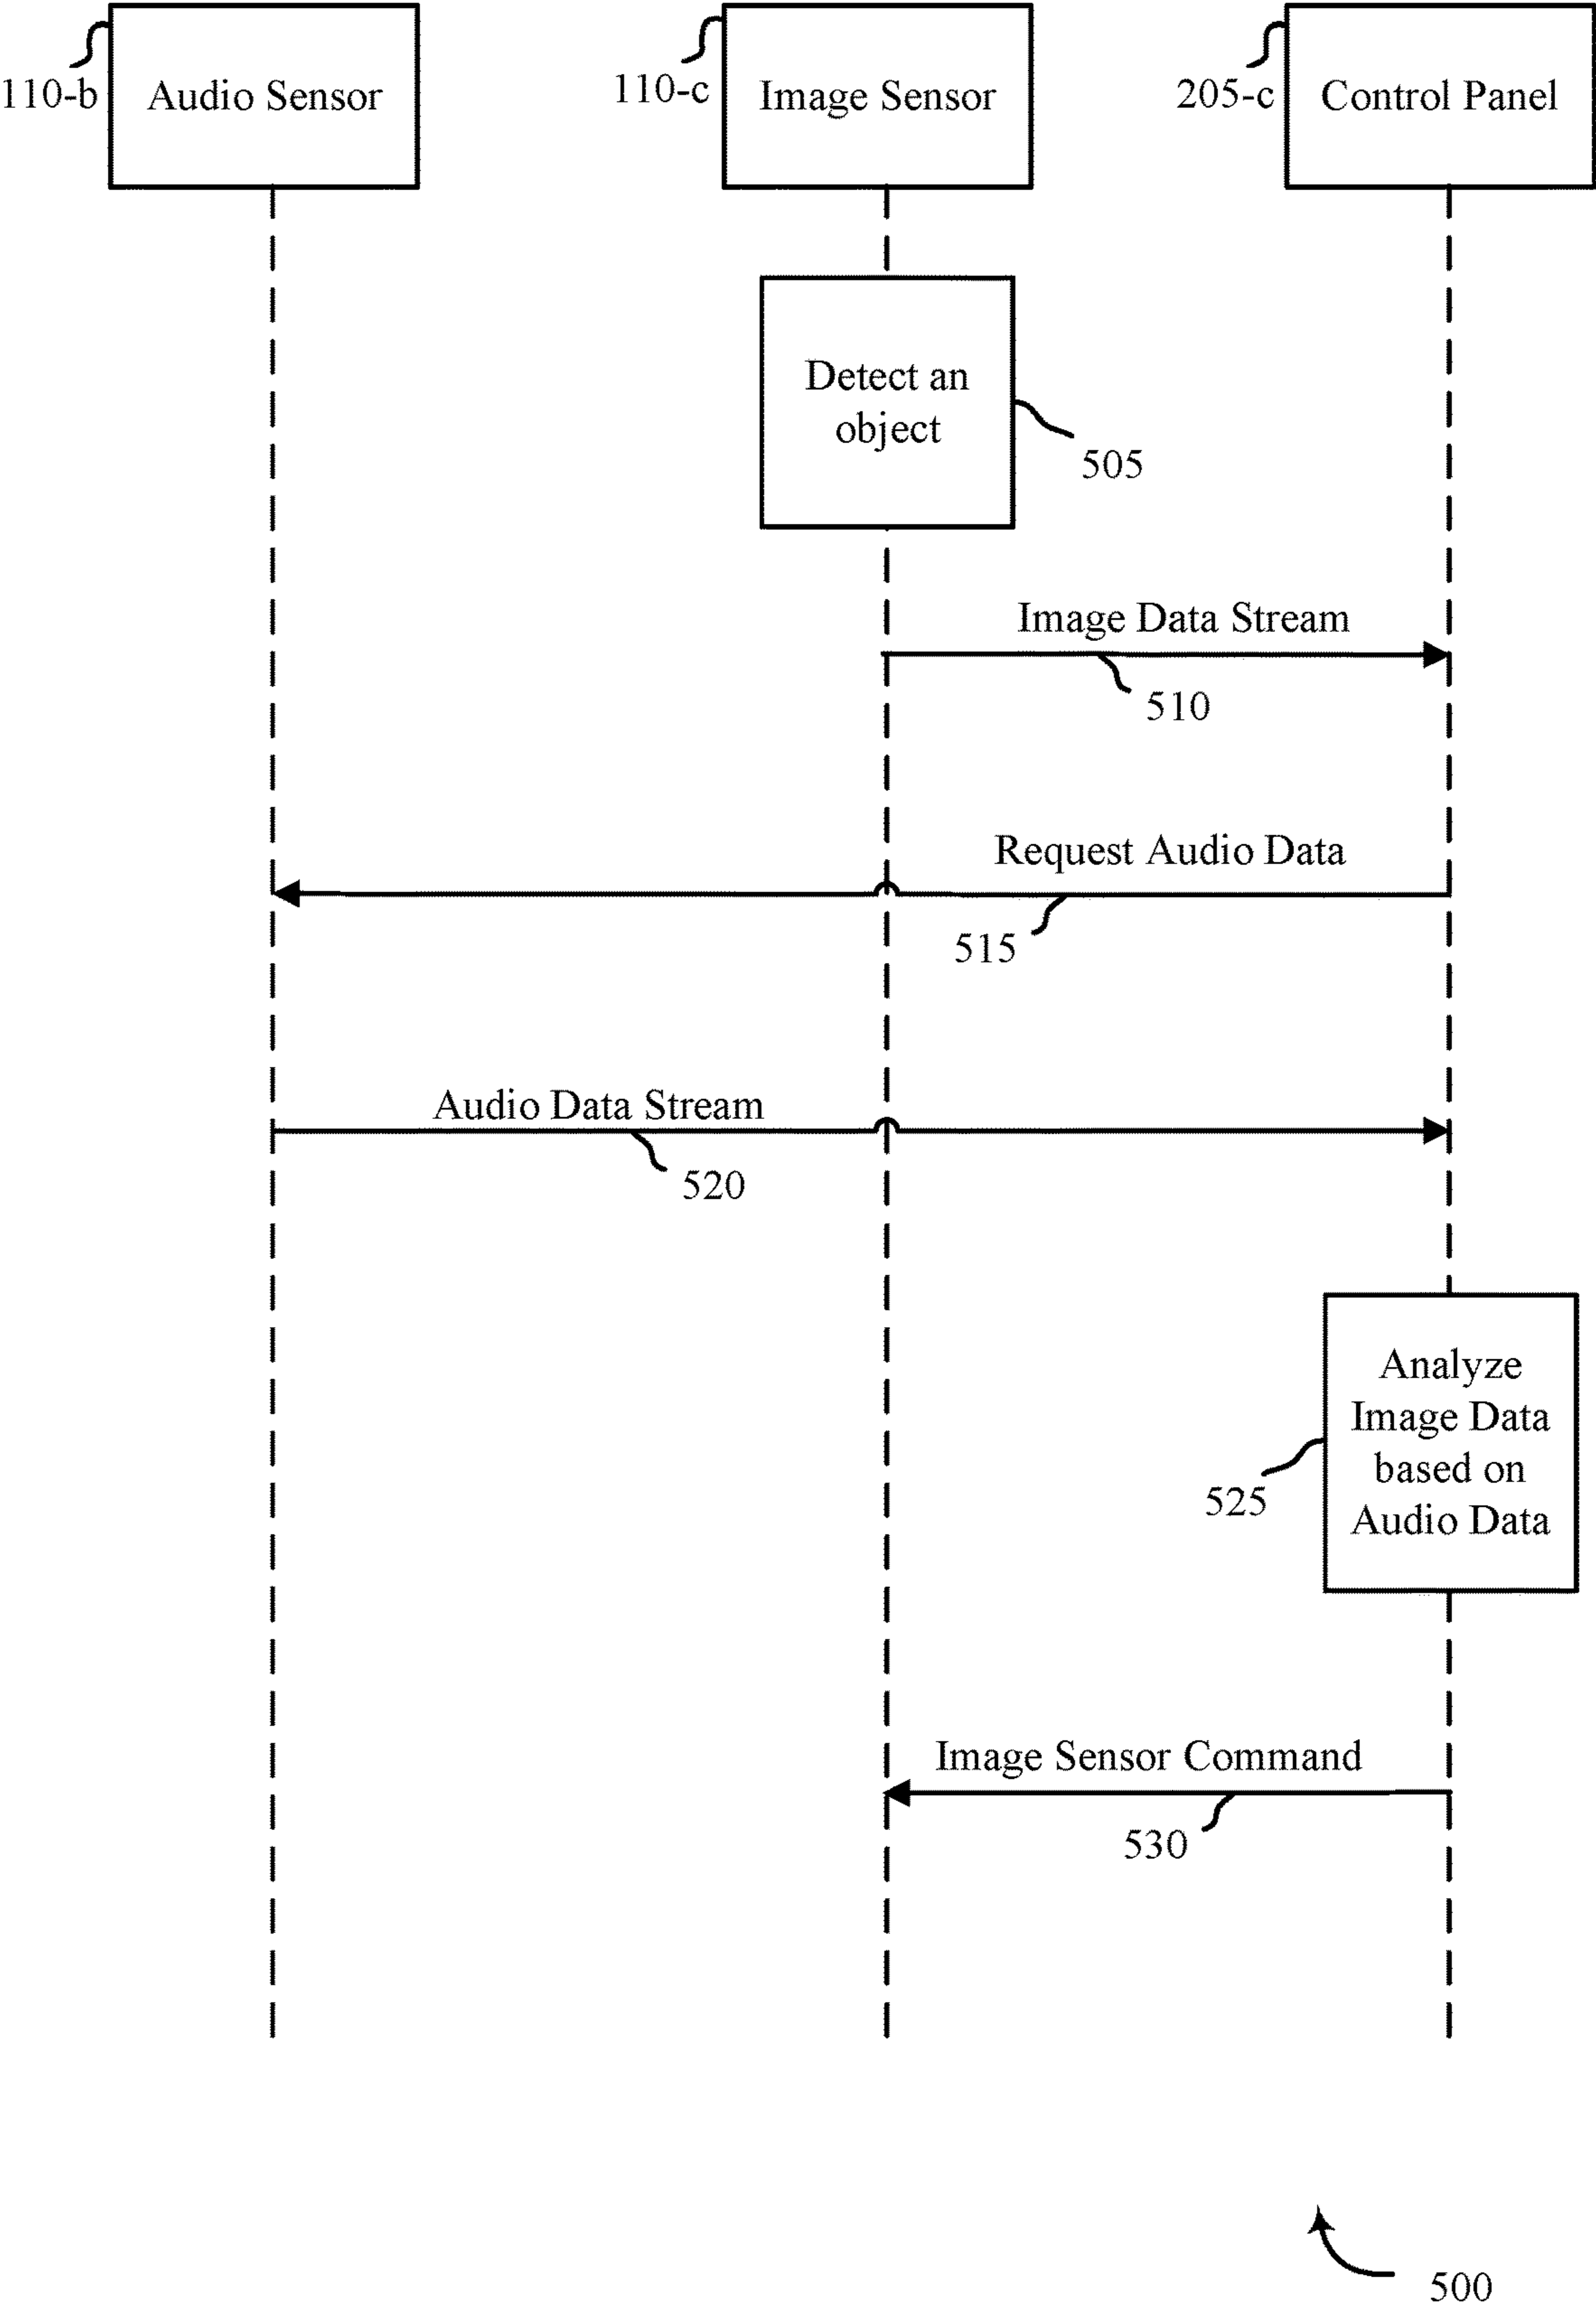 110-b
Audio Sensor
110-c
Image Sensor
205-c
Control Panel
Detect an
object
505
Image Data Stream
510
Request Audio Data
515
Audio Data Stream
520
Analyze
Image Data
based on
Audio Data
525
Image Sensor Command
530
500